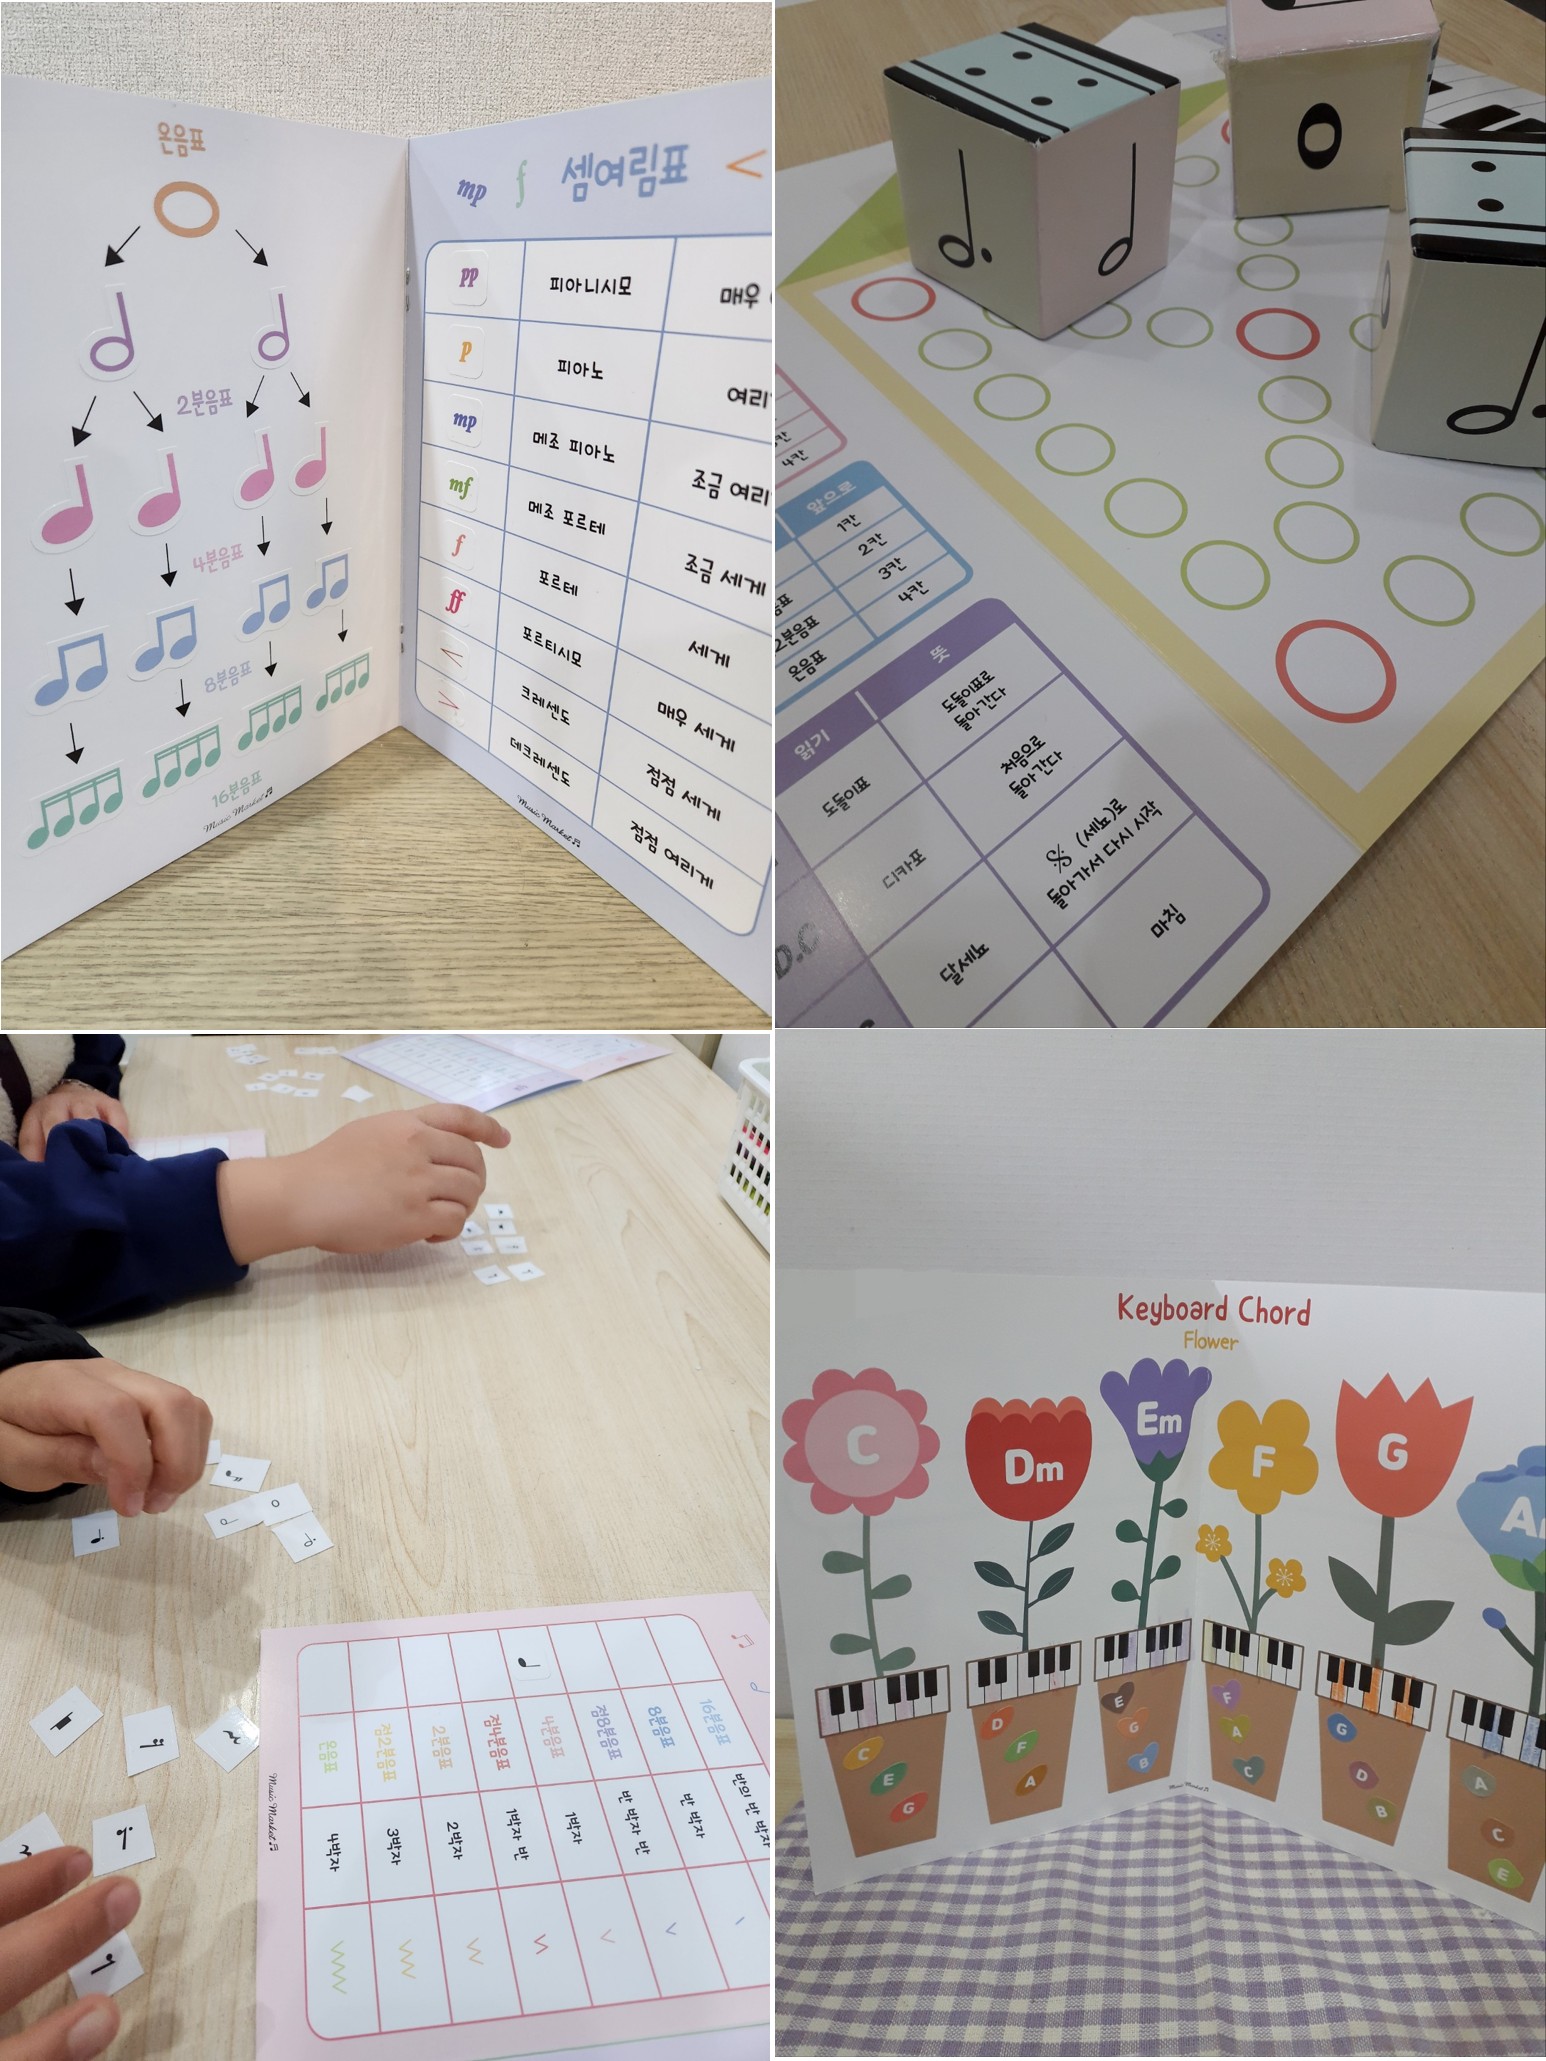 온음표
2분음표
4분음표
8분음표
16분음표
Music Market
mp f 셈여림표 <
pp 피아니시모 매우
p 피아노 여리
mp 메조 피아노 조금 여리
mf 메조 포르테 조금 세게
f 포르테 세게
ff 포르티시모 매우 세게
크레센도 점점 세게
데크레센도 점점 여리게
Music Market
4칸
앞으로
1칸
2칸
3칸
2분음표 4칸
온음표
읽기 뜻
도돌이표 도돌이표로
돌아간다
디카포 처음으로
돌아간다
달세뇨 (세뇨)로
돌아가서 다시 시작
마침
D.C
온음표 4박자
점2분음표 3박자
2분음표 2박자
점4분음표 1박자 반
4분음표 1박자
점8분음표 반 박자 반
8분음표 반 박자
16분음표 반의 반 박자
Music Market
Keyboard Chord
Flower
C Dm Em F G
C E G
D F A
E G B
F A C
G D B
A C E
Music Market